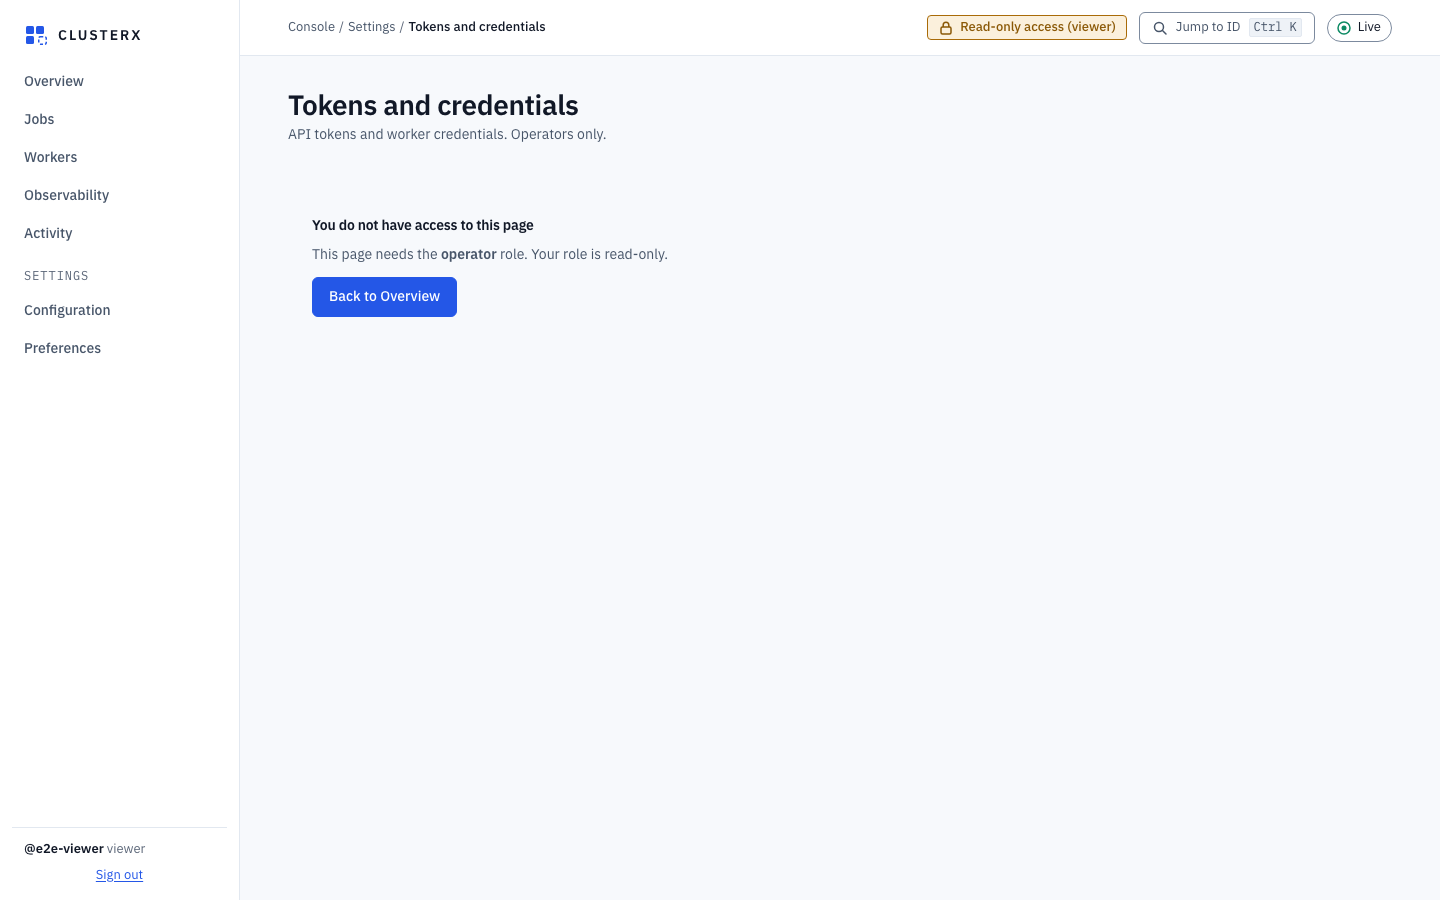 CLUSTERX
Overview
Jobs
Workers
Observability
Activity
SETTINGS
Configuration
Preferences
@e2e-viewer viewer
Sign out
Console / Settings / Tokens and credentials
Read-only access (viewer)
Jump to ID Ctrl K
Live
Tokens and credentials
API tokens and worker credentials. Operators only.
You do not have access to this page
This page needs the operator role. Your role is read-only.
Back to Overview